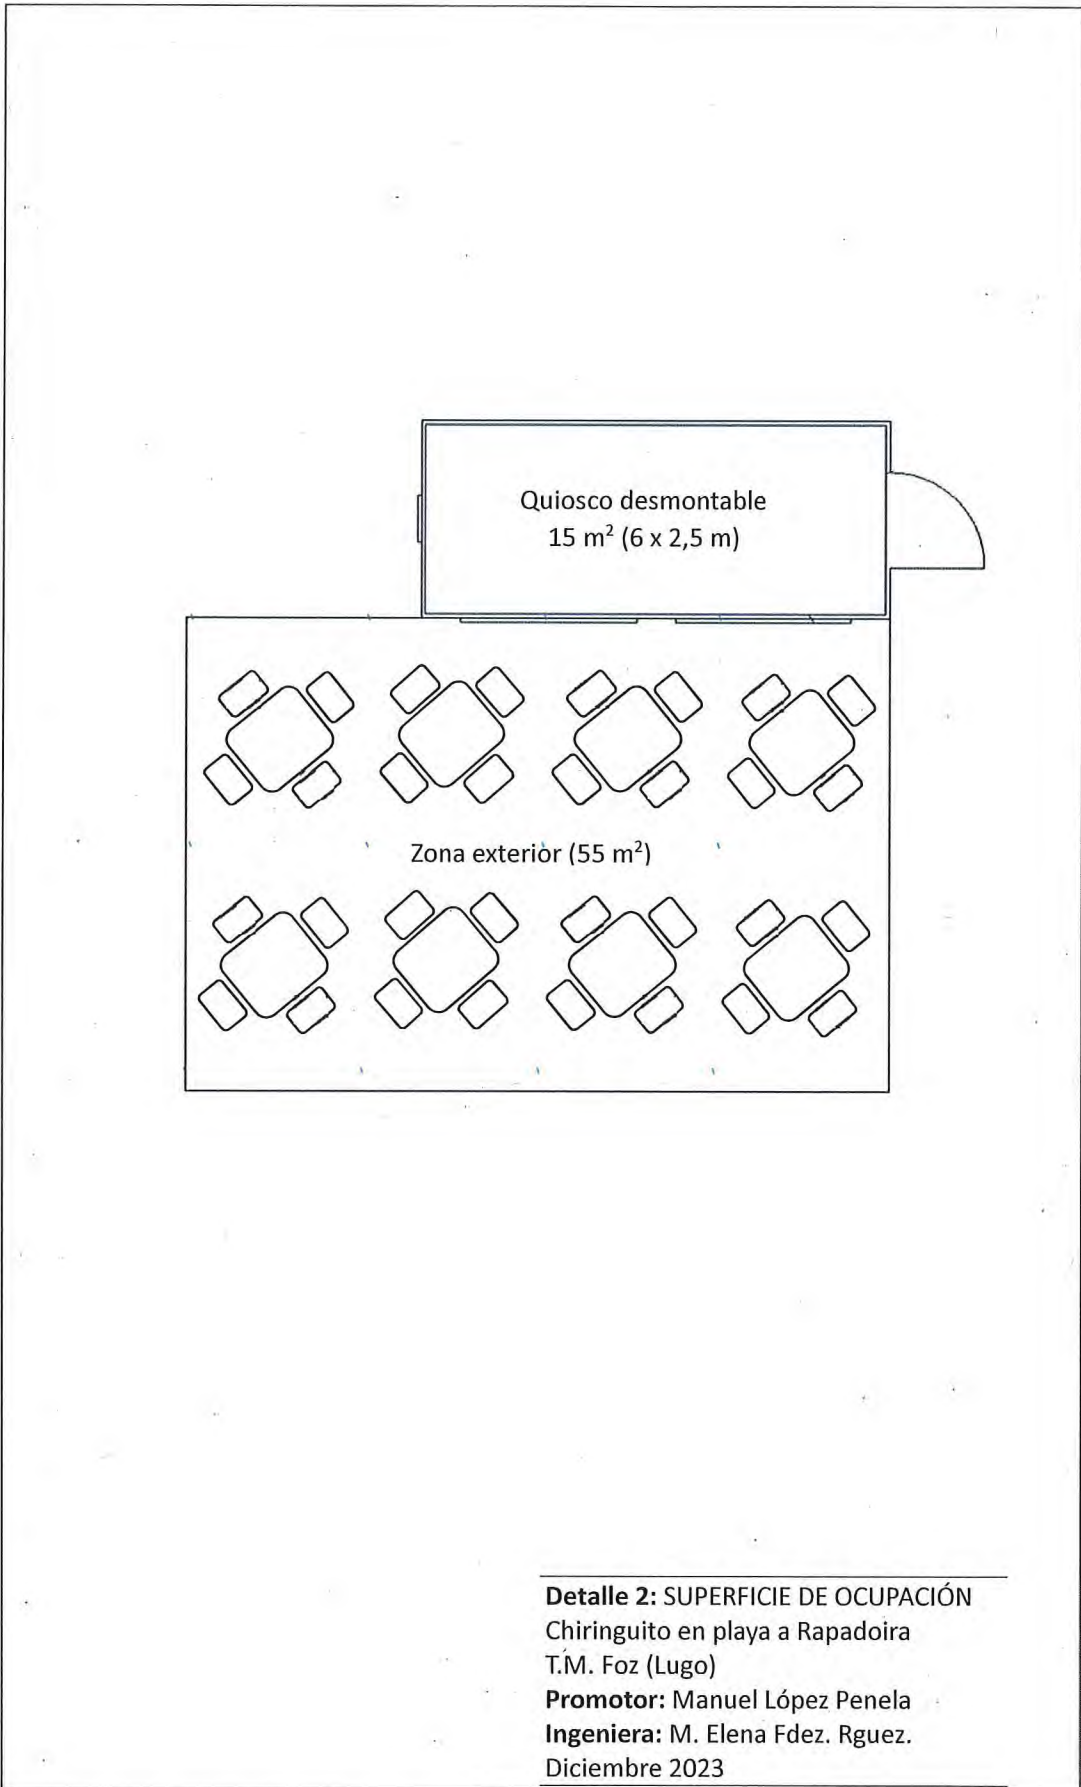 Quiosco desmontable
15 m² (6 x 2,5 m)
Zona exterior (55 m²)
Detalle 2: SUPERFICIE DE OCUPACIÓN
Chiringuito en playa a Rapadoira
T.M. Foz (Lugo)
Promotor: Manuel López Penela
Ingeniera: M. Elena Fdez. Rguez.
Diciembre 2023